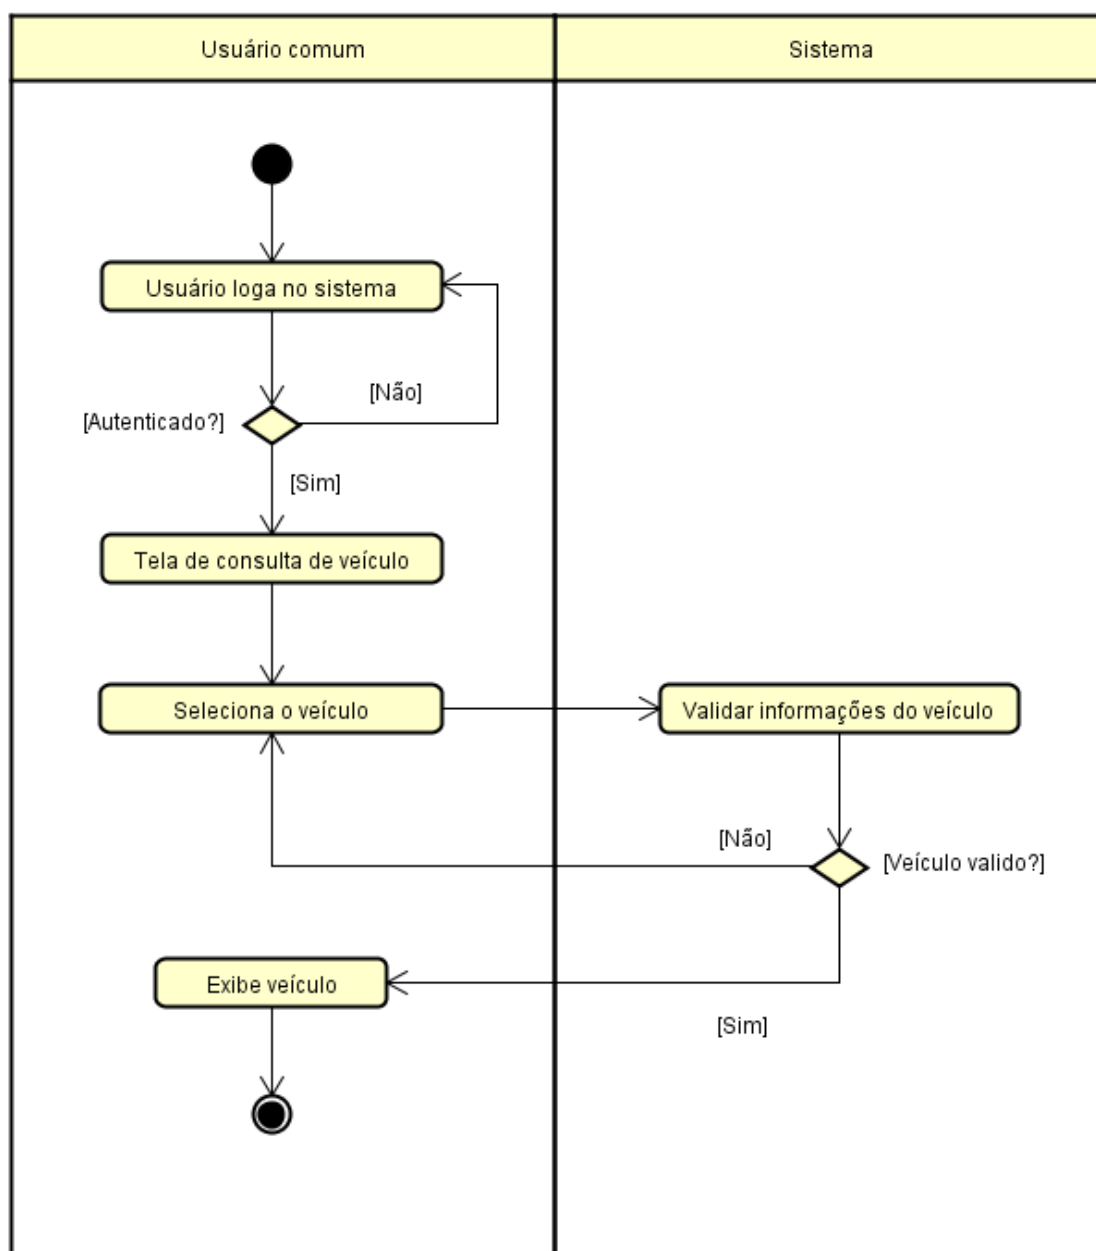 Usuário comum
Sistema
Usuário loga no sistema
[Não]
[Autenticado?]
[Sim]
Tela de consulta de veículo
Seleciona o veículo
Validar informações do veículo
[Não]
[Veículo valido?]
Exibe veículo
[Sim]